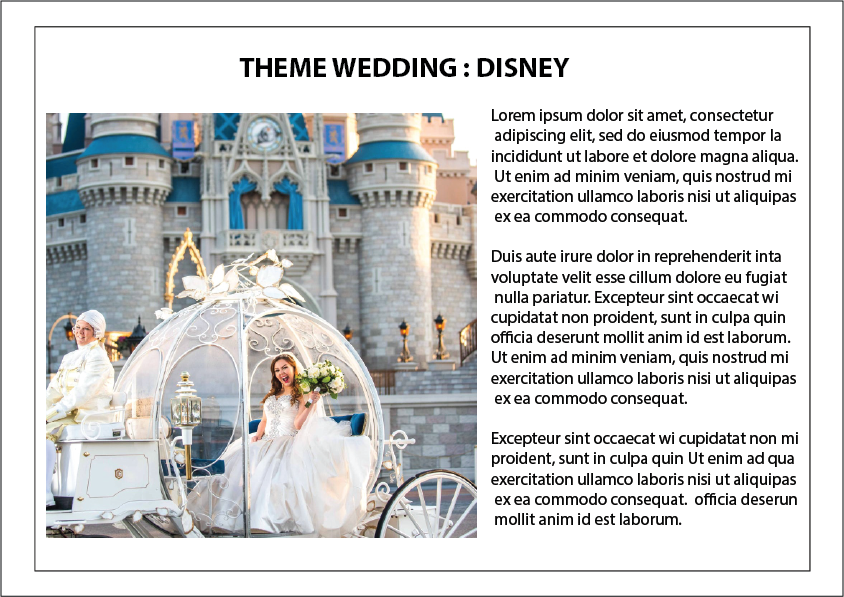 THEME WEDDING : DISNEY
Lorem ipsum dolor sit amet, consectetur
adipiscing elit, sed do eiusmod tempor la
incididunt ut labore et dolore magna aliqua.
Ut enim ad minim veniam, quis nostrud mi
exercitation ullamco laboris nisi ut aliquipas
ex ea commodo consequat.
Duis aute irure dolor in reprehenderit inta
voluptate velit esse cillum dolore eu fugiat
nulla pariatur. Excepteur sint occaecat wi
cupidatat non proident, sunt in culpa quin
officia deserunt mollit anim id est laborum.
Ut enim ad minim veniam, quis nostrud mi
exercitation ullamco laboris nisi ut aliquipas
ex ea commodo consequat.
Excepteur sint occaecat wi cupidatat non mi
proident, sunt in culpa quin Ut enim ad qua
exercitation ullamco laboris nisi ut aliquipas
ex ea commodo consequat.  officia deserun
mollit anim id est laborum.